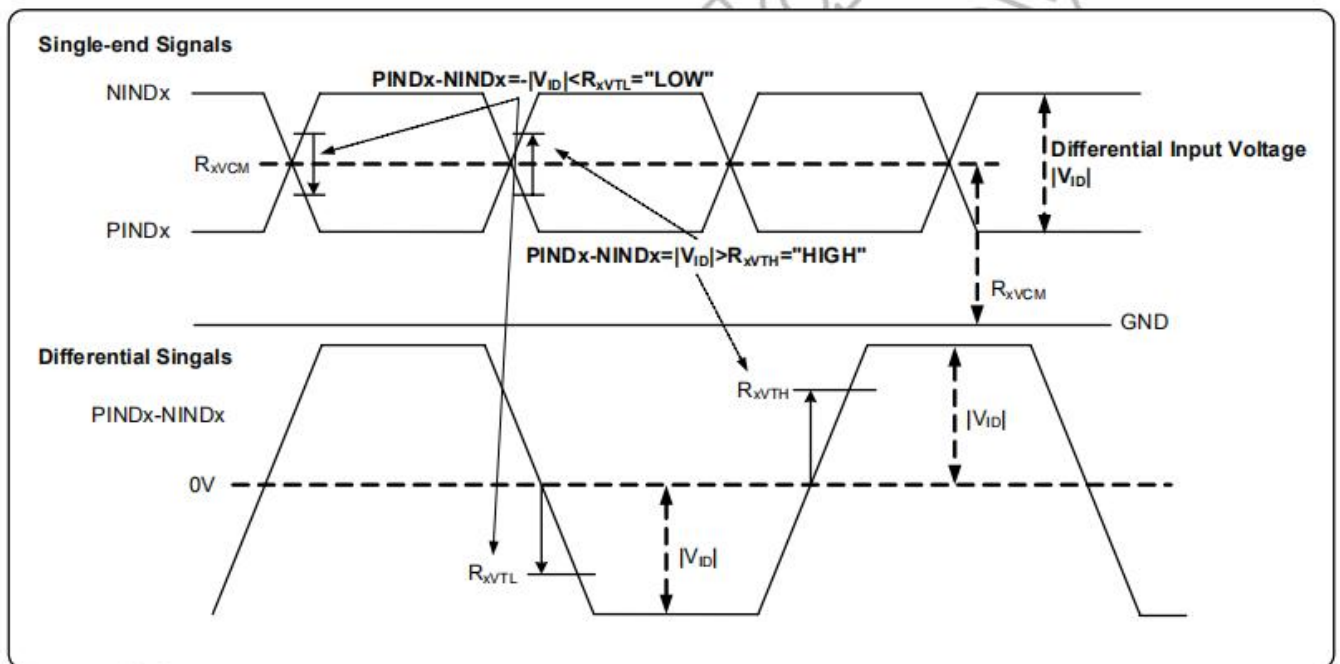 Single-end Signals
PINDx-NINDx=-|VID|<RxVTL="LOW"
NINDx
RxVCM
Differential Input Voltage
|VID|
PINDx
PINDx-NINDx=|VID|>RxVTH="HIGH"
RxVCM
GND
Differential Singals
RxVTH
PINDx-NINDx
|VID|
0V
|VID|
RxVTL